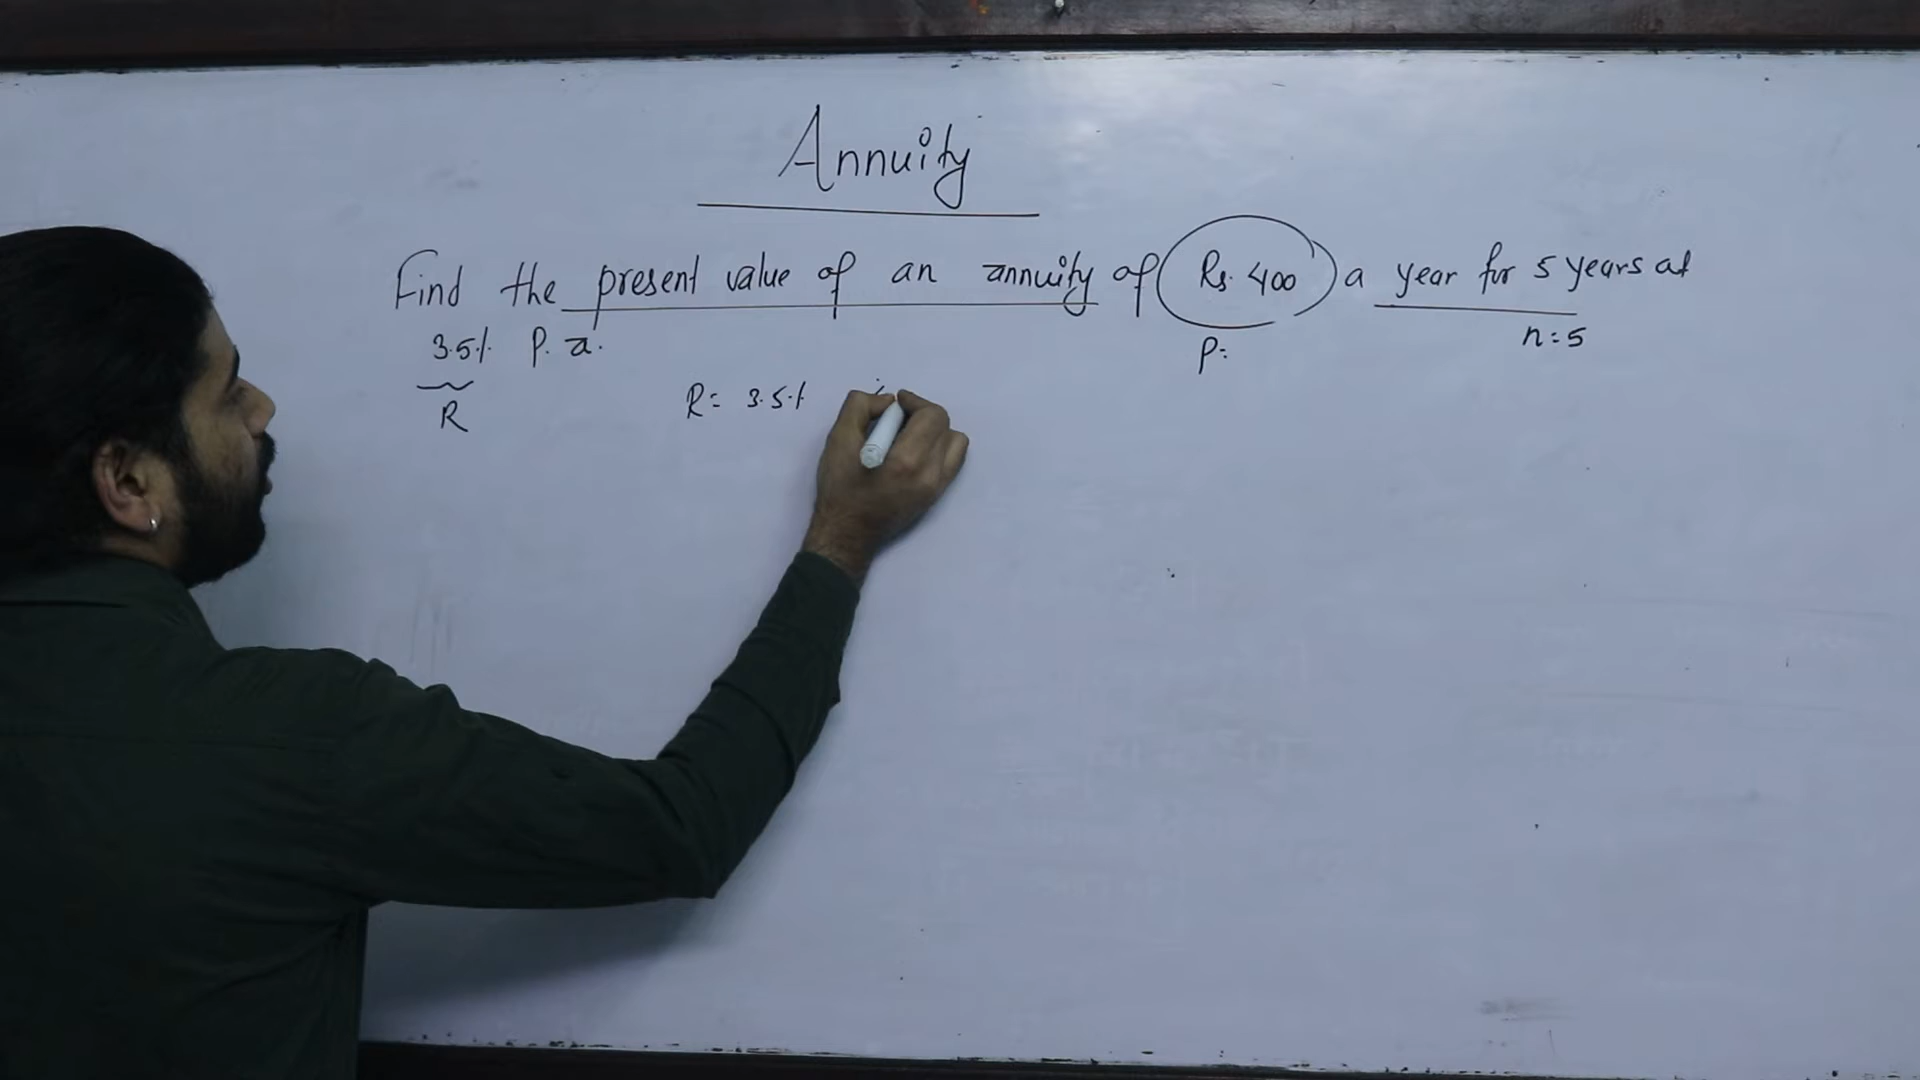 Annuity
Find the present value of an annuity of Rs. 400 a year for 5 years at
3.5% P. a.
P=
n=5
R
R= 3.5%